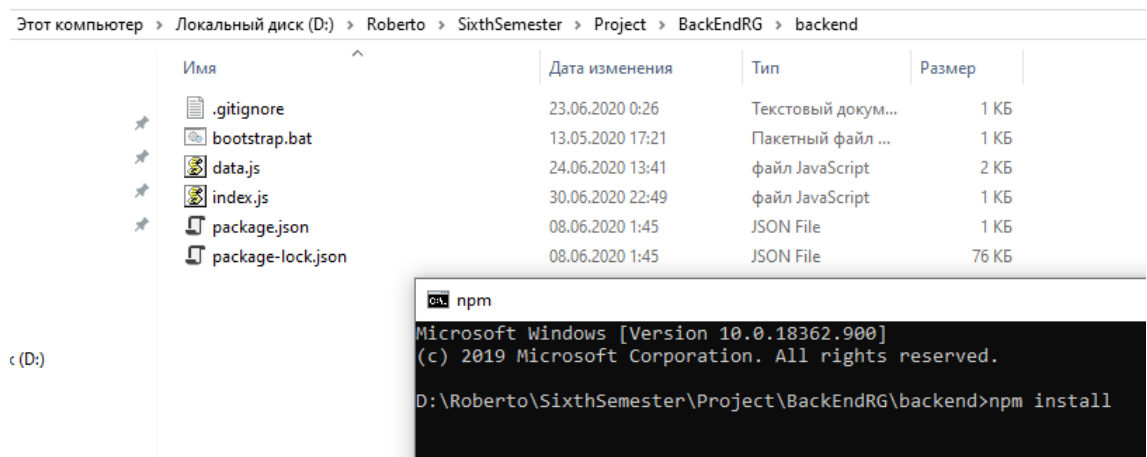 Этот компьютер > Локальный диск (D:) > Roberto > SixthSemester > Project > BackEndRG > backend
Имя Дата изменения Тип Размер
.gitignore 23.06.2020 0:26 Текстовый докум... 1 КБ
bootstrap.bat 13.05.2020 17:21 Пакетный файл ... 1 КБ
data.js 24.06.2020 13:41 файл JavaScript 2 КБ
index.js 30.06.2020 22:49 файл JavaScript 1 КБ
package.json 08.06.2020 1:45 JSON File 1 КБ
package-lock.json 08.06.2020 1:45 JSON File 76 КБ
npm
Microsoft Windows [Version 10.0.18362.900]
(c) 2019 Microsoft Corporation. All rights reserved.
(D:)
D:\Roberto\SixthSemester\Project\BackEndRG\backend>npm install